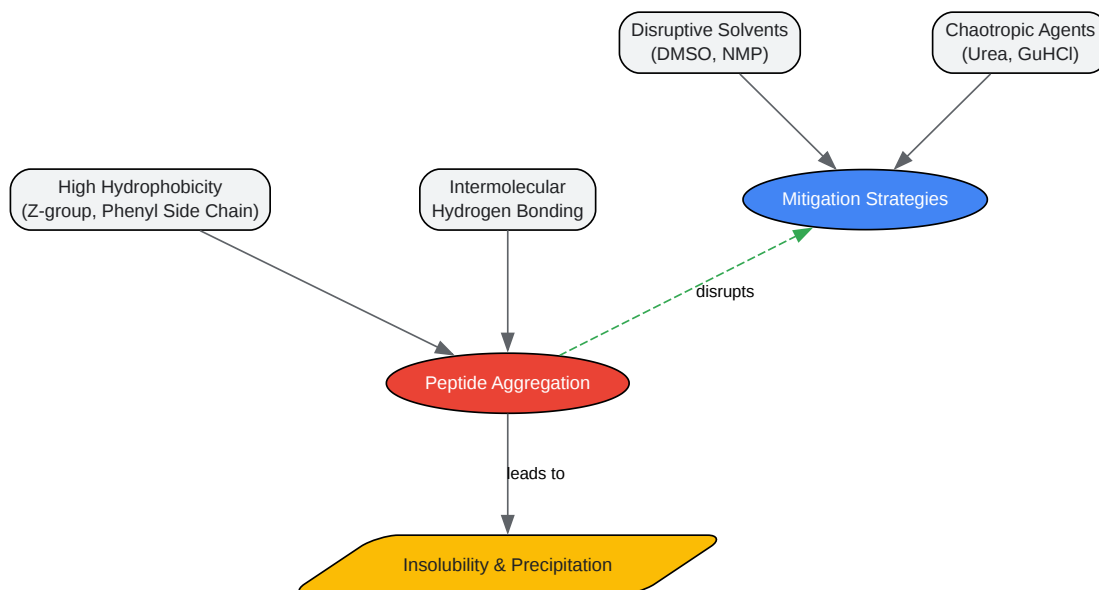 Disruptive Solvents
(DMSO, NMP)
Chaotropic Agents
(Urea, GuHCl)
High Hydrophobicity
(Z-group, Phenyl Side Chain)
Intermolecular
Hydrogen Bonding
Mitigation Strategies
disrupts
Peptide Aggregation
leads to
Insolubility & Precipitation